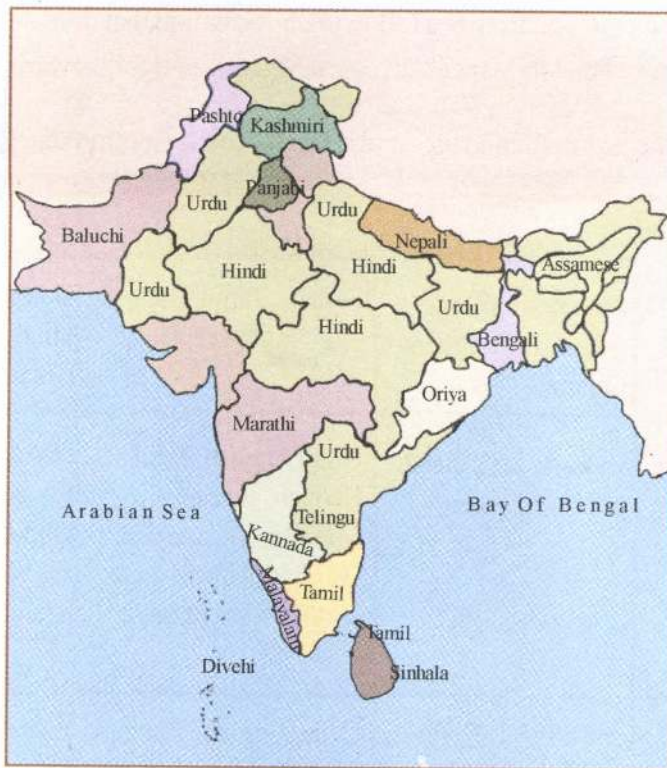 Pashto
Kashmiri
Panjabi
Urdu
Urdu
Baluchi
Nepali
Hindi
Hindi
Assamese
Urdu
Urdu
Hindi
Bengali
Oriya
Marathi
Urdu
Arabian Sea
Bay Of Bengal
Telingu
Kannada
Malayalam
Tamil
Tamil
Divehi
Sinhala